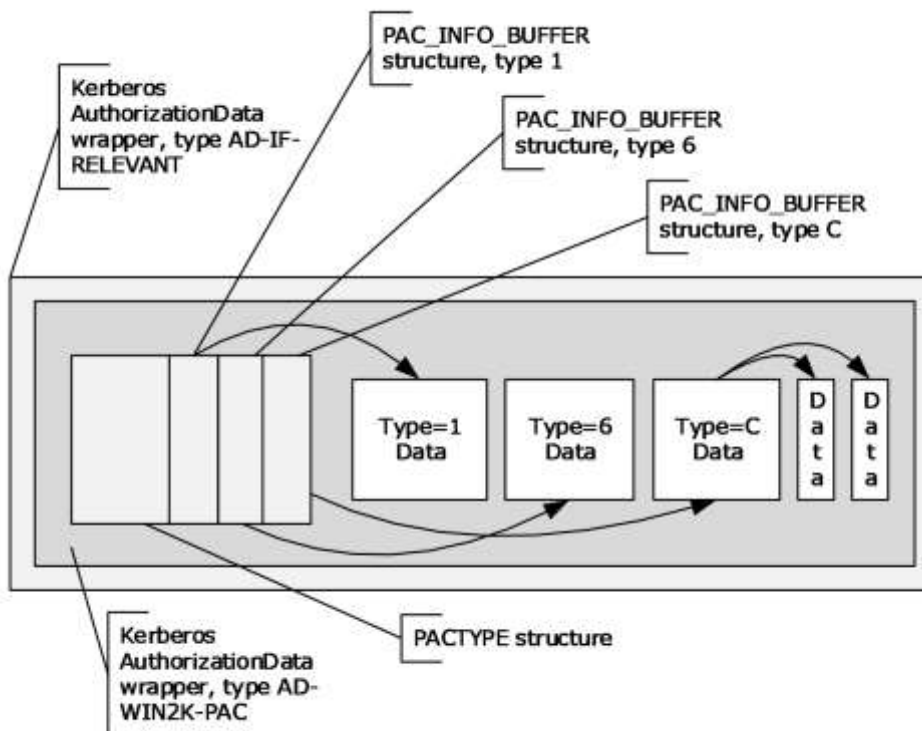 PAC_INFO_BUFFER
structure, type 1
Kerberos
AuthorizationData
wrapper, type AD-IF-
RELEVANT
PAC_INFO_BUFFER
structure, type 6
PAC_INFO_BUFFER
structure, type C
Type=1
Data
Type=6
Data
Type=C
Data
D
a
t
a
D
a
t
a
Kerberos
AuthorizationData
wrapper, type AD-
WIN2K-PAC
PACTYPE structure